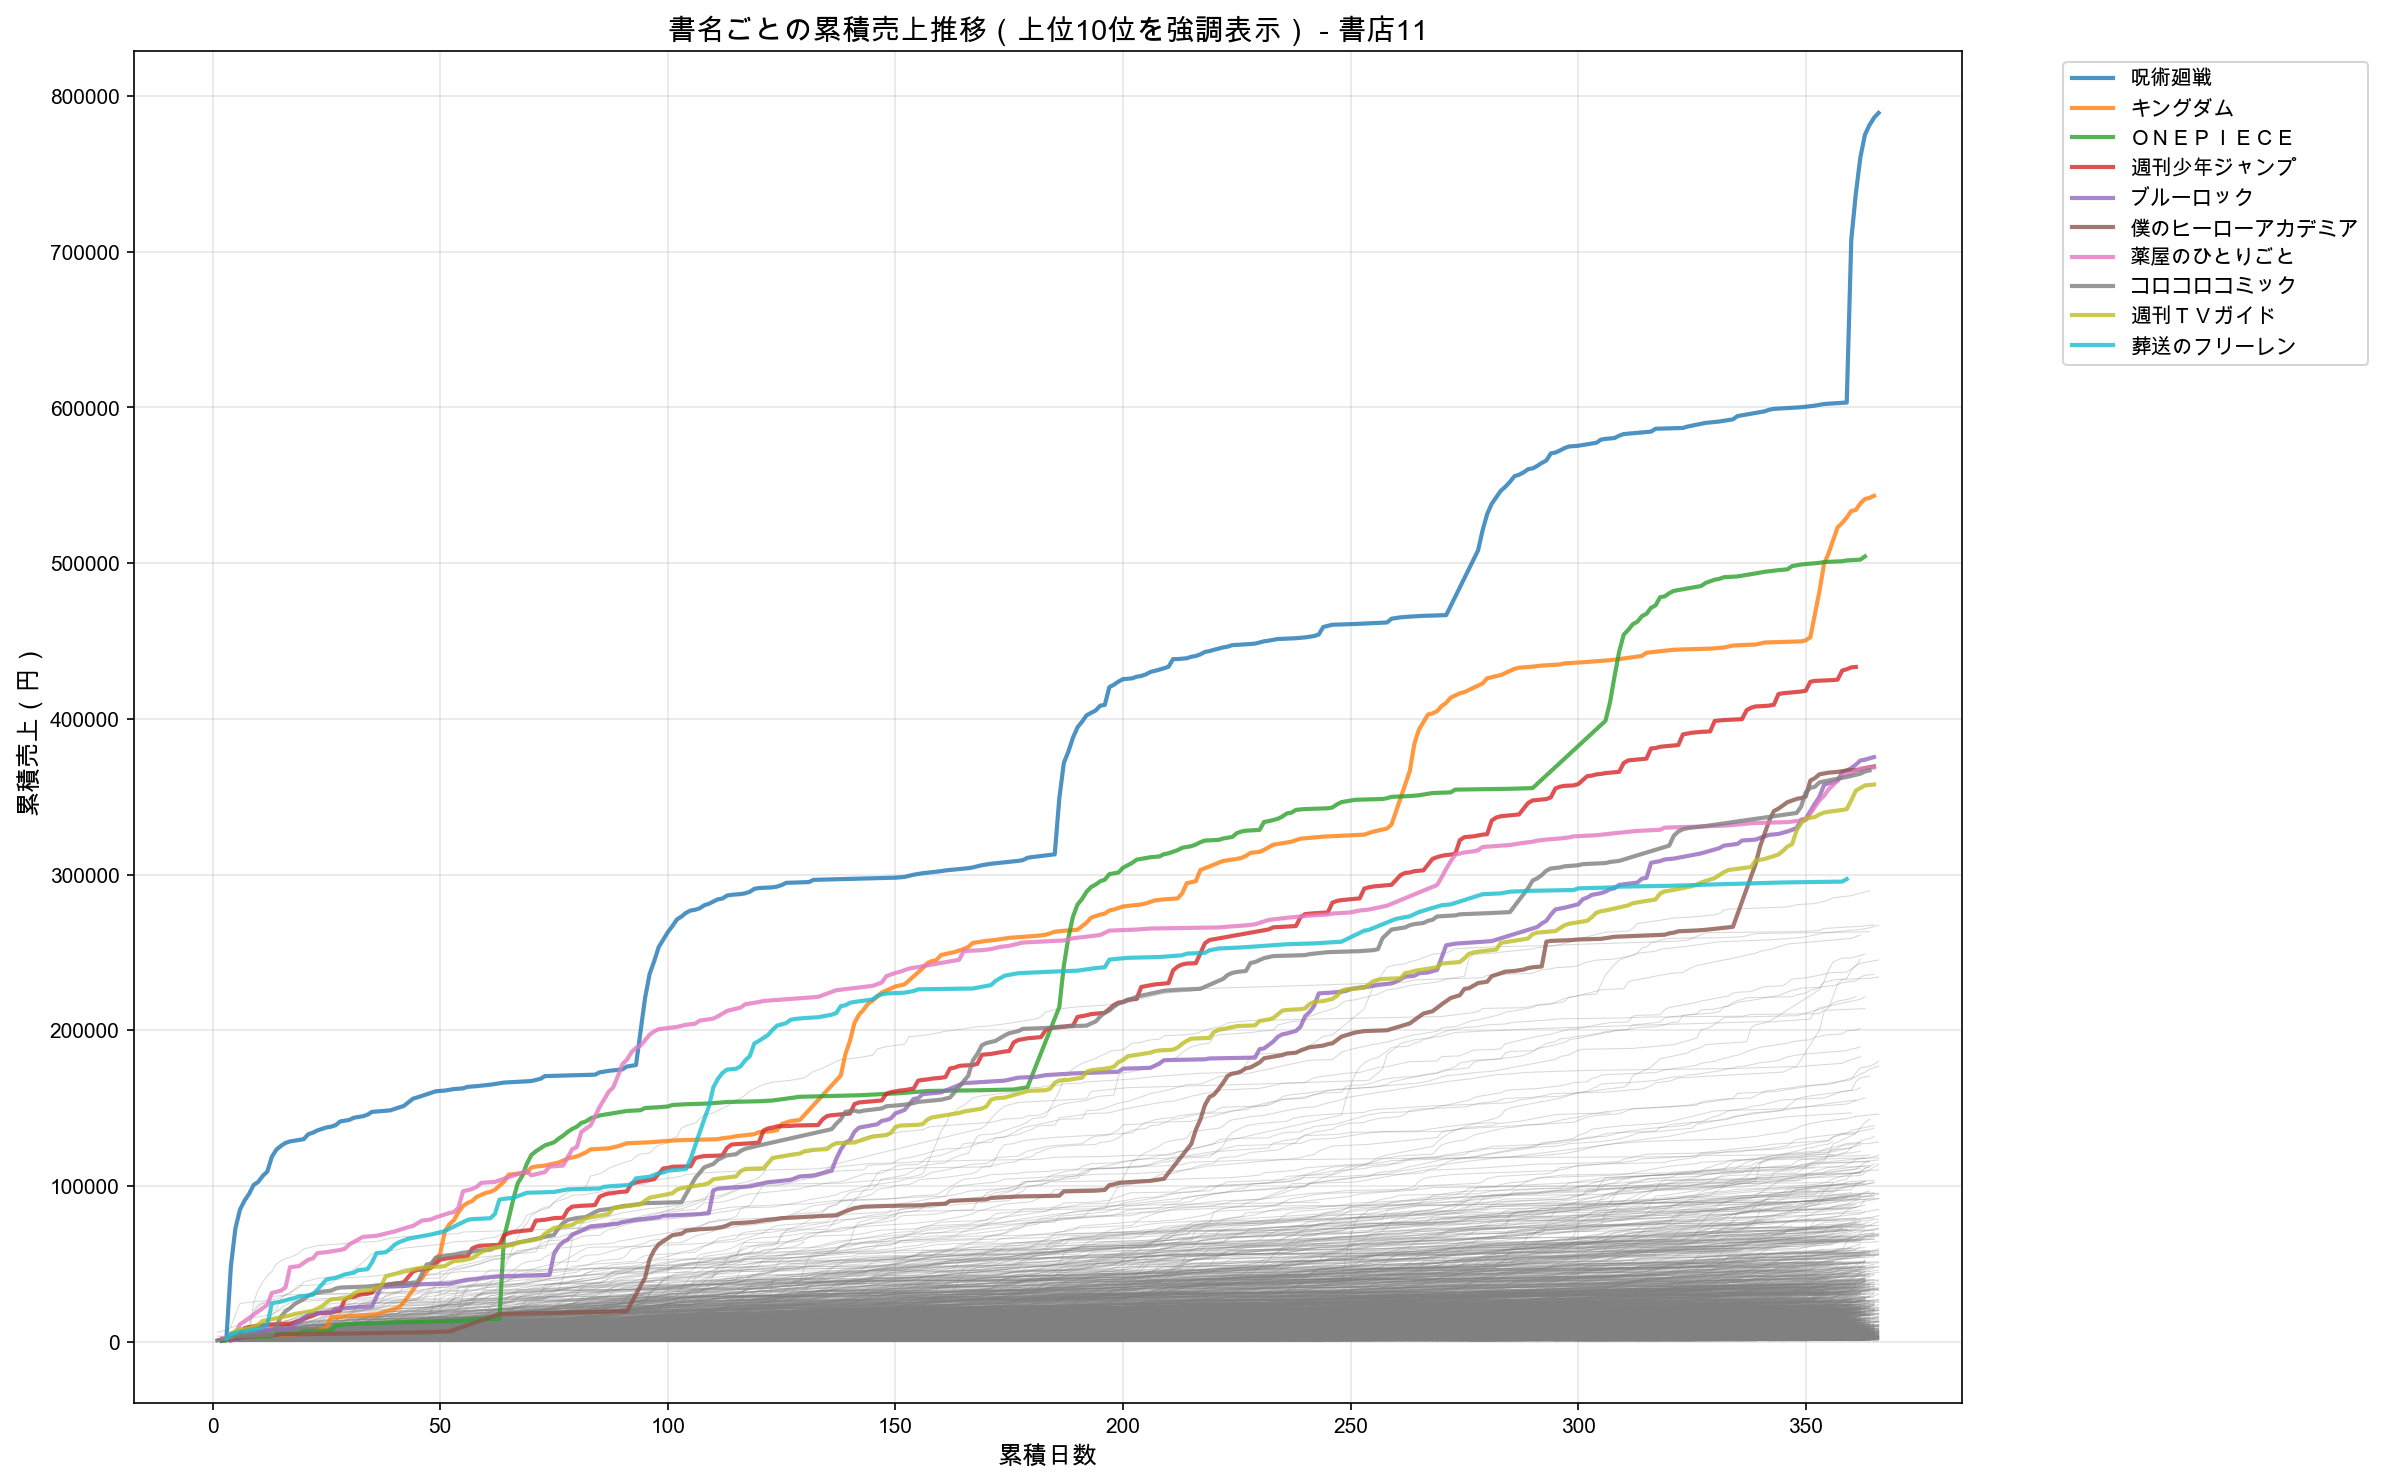 書名ごとの累積売上推移（上位10位を強調表示） - 書店11
累積売上（円）
800000
700000
600000
500000
400000
300000
200000
100000
0
0 50 100 150 200 250 300 350
累積日数
呪術廻戦
キングダム
ＯＮＥＰＩＥＣＥ
週刊少年ジャンプ
ブルーロック
僕のヒーローアカデミア
薬屋のひとりごと
コロコロコミック
週刊ＴＶガイド
葬送のフリーレン